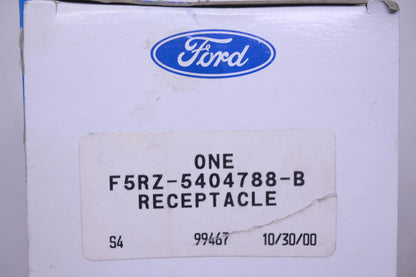 Ford
ONE
F5RZ-5404788-B
RECEPTACLE
S4 99467 10/30/00